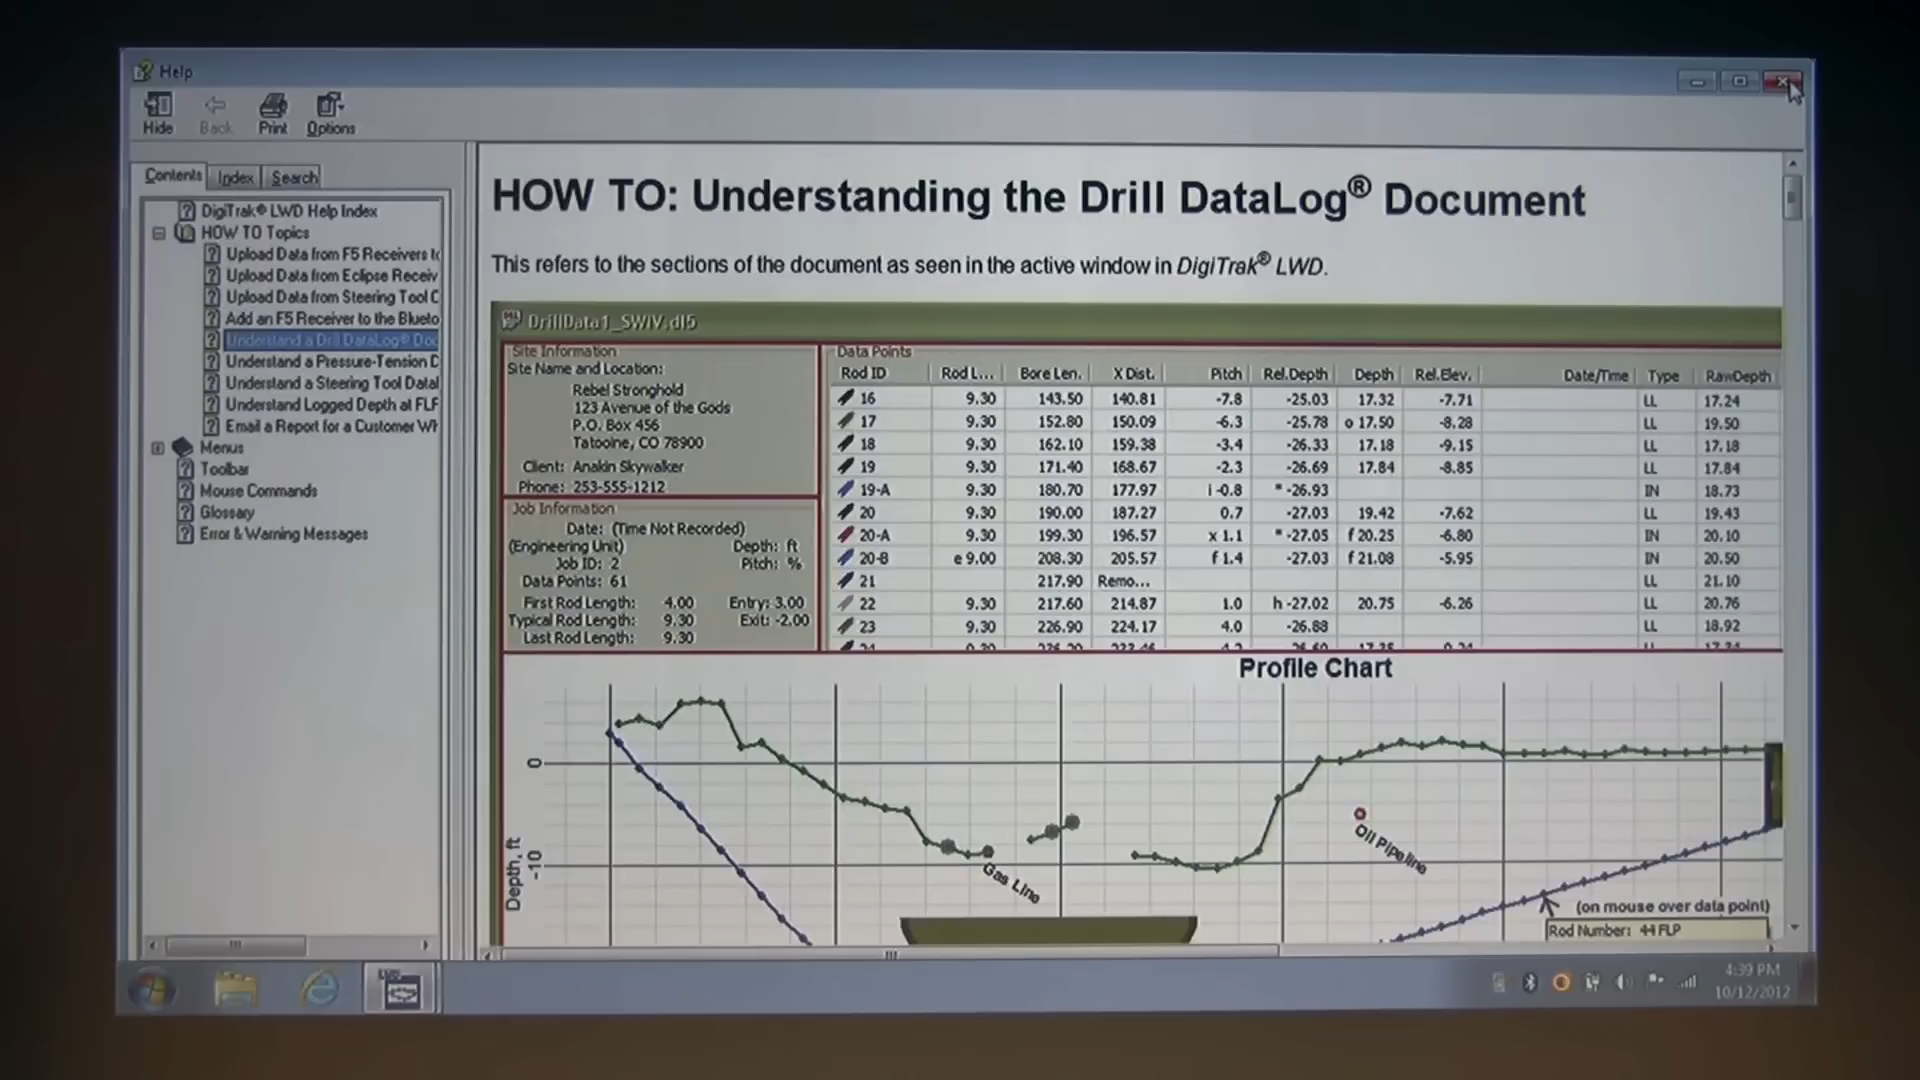 Help
Hide Back Print Options
Contents Index Search
DigiTrak® LWD Help Index
HOW TO Topics
Upload Data from F5 Receivers to
Upload Data from Eclipse Receiv
Upload Data from Steering Tool C
Add an F5 Receiver to the Blueto
Understand a Drill DataLog® Doc
Understand a Pressure-Tension D
Understand a Steering Tool Datal
Understand Logged Depth at FLP
Email a Report for a Customer Wh
Menus
Toolbar
Mouse Commands
Glossary
Error & Warning Messages
HOW TO: Understanding the Drill DataLog® Document
This refers to the sections of the document as seen in the active window in DigiTrak® LWD.
DrillData1_SWIV.dl5
Site Information
Site Name and Location:
Rebel Stronghold
123 Avenue of the Gods
P.O. Box 456
Tatooine, CO 78900
Client: Anakin Skywalker
Phone: 253-555-1212
Job Information
Date: (Time Not Recorded)
(Engineering Unit) Depth: ft
Job ID: 2 Pitch: %
Data Points: 61
First Rod Length: 4.00 Entry: 3.00
Typical Rod Length: 9.30 Exit: -2.00
Last Rod Length: 9.30
Data Points
Rod ID Rod L... Bore Len. X Dist. Pitch Rel.Depth Depth Rel.Elev. Date/Time Type RawDepth
16 9.30 143.50 140.81 -7.8 -25.03 17.32 -7.71 LL 17.24
17 9.30 152.80 150.09 -6.3 -25.78 o 17.50 -8.28 LL 19.50
18 9.30 162.10 159.38 -3.4 -26.33 17.18 -9.15 LL 17.18
19 9.30 171.40 168.67 -2.3 -26.69 17.84 -8.85 LL 17.84
19-A 9.30 180.70 177.97 i -0.8 * -26.93 IN 18.73
20 9.30 190.00 187.27 0.7 -27.03 19.42 -7.62 LL 19.43
20-A 9.30 199.30 196.57 x 1.1 * -27.05 f 20.25 -6.80 IN 20.10
20-B e 9.00 208.30 205.57 f 1.4 -27.03 f 21.08 -5.95 IN 20.50
21 217.90 Remo... LL 21.10
22 9.30 217.60 214.87 1.0 h -27.02 20.75 -6.26 LL 20.76
23 9.30 226.90 224.17 4.0 -26.88 LL 18.92
Profile Chart
0
-10
Depth, ft
Gas Line
Oil Pipeline
(on mouse over data point)
Rod Number: 44 FLP
LWD
4:39 PM
10/12/2012